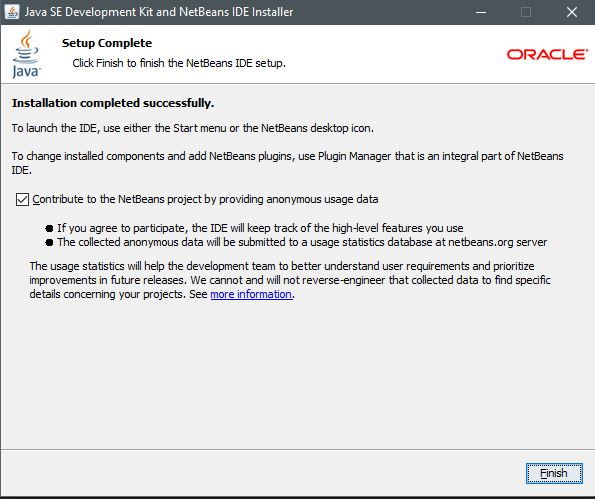 Java SE Development Kit and NetBeans IDE Installer
Java
Setup Complete
Click Finish to finish the NetBeans IDE setup.
ORACLE
Installation completed successfully.
To launch the IDE, use either the Start menu or the NetBeans desktop icon.
To change installed components and add NetBeans plugins, use Plugin Manager that is an integral part of NetBeans
IDE.
Contribute to the NetBeans project by providing anonymous usage data
● If you agree to participate, the IDE will keep track of the high-level features you use
● The collected anonymous data will be submitted to a usage statistics database at netbeans.org server
The usage statistics will help the development team to better understand user requirements and prioritize
improvements in future releases. We cannot and will not reverse-engineer that collected data to find specific
details concerning your projects. See more information.
Finish